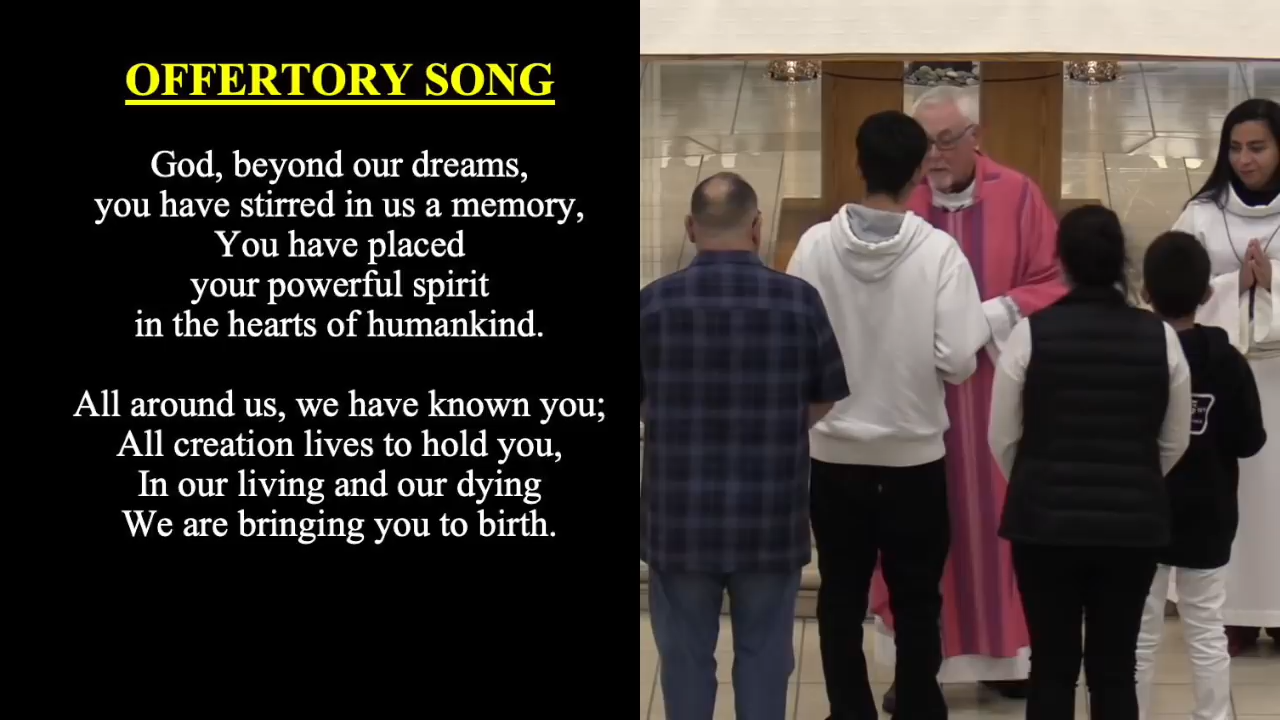 OFFERTORY SONG
God, beyond our dreams,
you have stirred in us a memory,
You have placed
your powerful spirit
in the hearts of humankind.
All around us, we have known you;
All creation lives to hold you,
In our living and our dying
We are bringing you to birth.